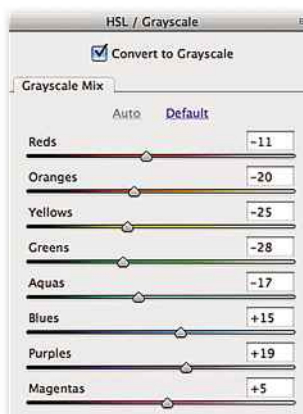 HSL / Grayscale
Convert to Grayscale
Grayscale Mix
Auto Default
Reds -11
Oranges -20
Yellows -25
Greens -28
Aquas -17
Blues +15
Purples +19
Magentas +5